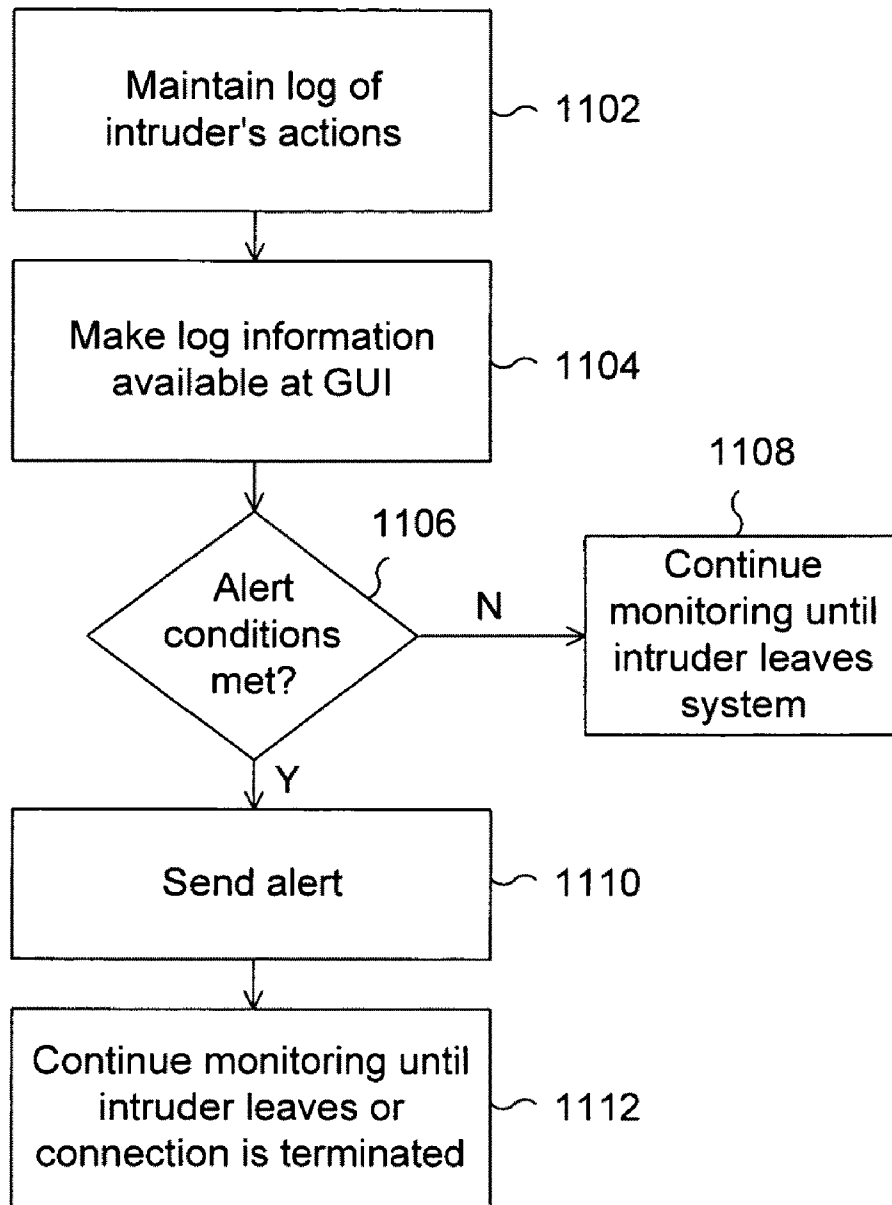 Maintain log of
intruder's actions
1102
Make log information
available at GUI
1104
1106
Alert
conditions
met?
N
1108
Continue
monitoring until
intruder leaves
system
Y
Send alert
1110
Continue monitoring until
intruder leaves or
connection is terminated
1112